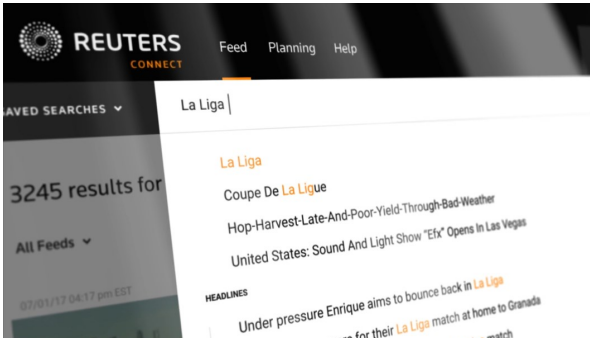 REUTERS
CONNECT
Feed Planning Help
SAVED SEARCHES
La Liga
3245 results for
La Liga
Coupe De La Ligue
Hop-Harvest-Late-And-Poor-Yield-Through-Bad-Weather
United States: Sound And Light Show "Efx" Opens In Las Vegas
All Feeds
HEADLINES
07/01/17 04:17 pm EST
Under pressure Enrique aims to bounce back in La Liga
for their La Liga match at home to Granada
match